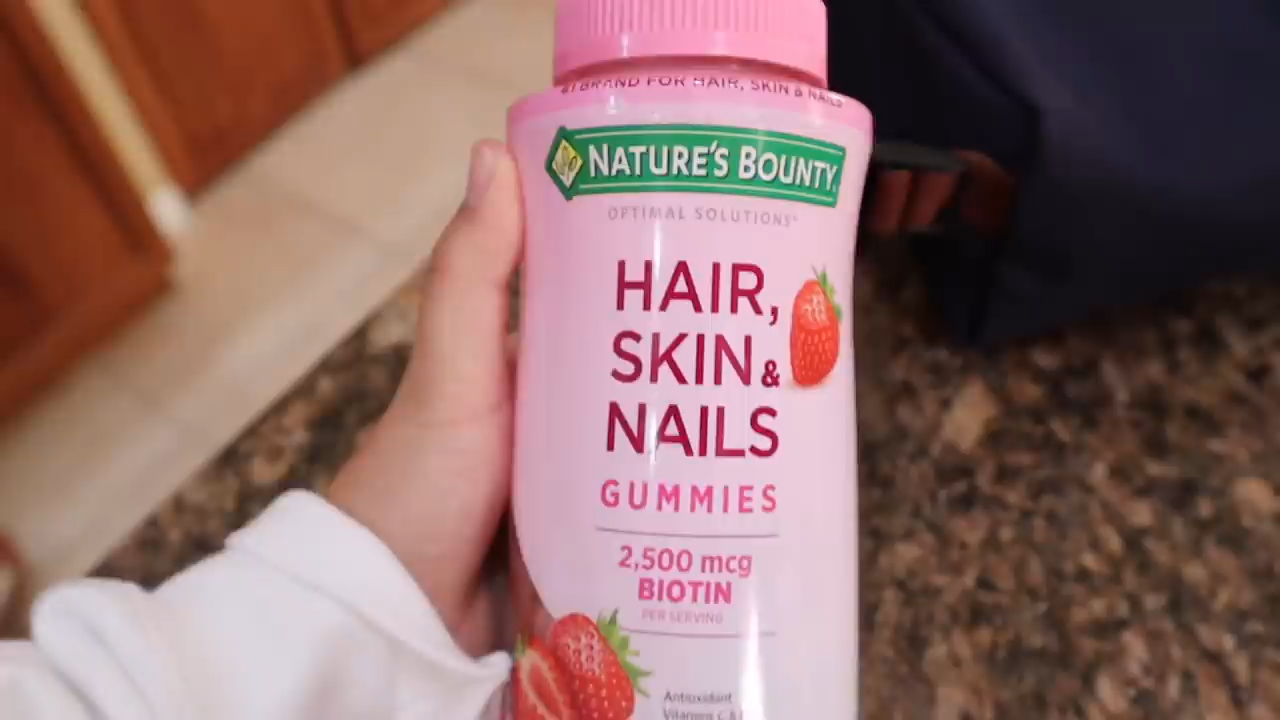 #1 BRAND FOR HAIR, SKIN & NAILS
NATURE'S BOUNTY®
OPTIMAL SOLUTIONS®
HAIR,
SKIN &
NAILS
GUMMIES
2,500 mcg
BIOTIN
PER SERVING
Antioxidant
Vitamins C &